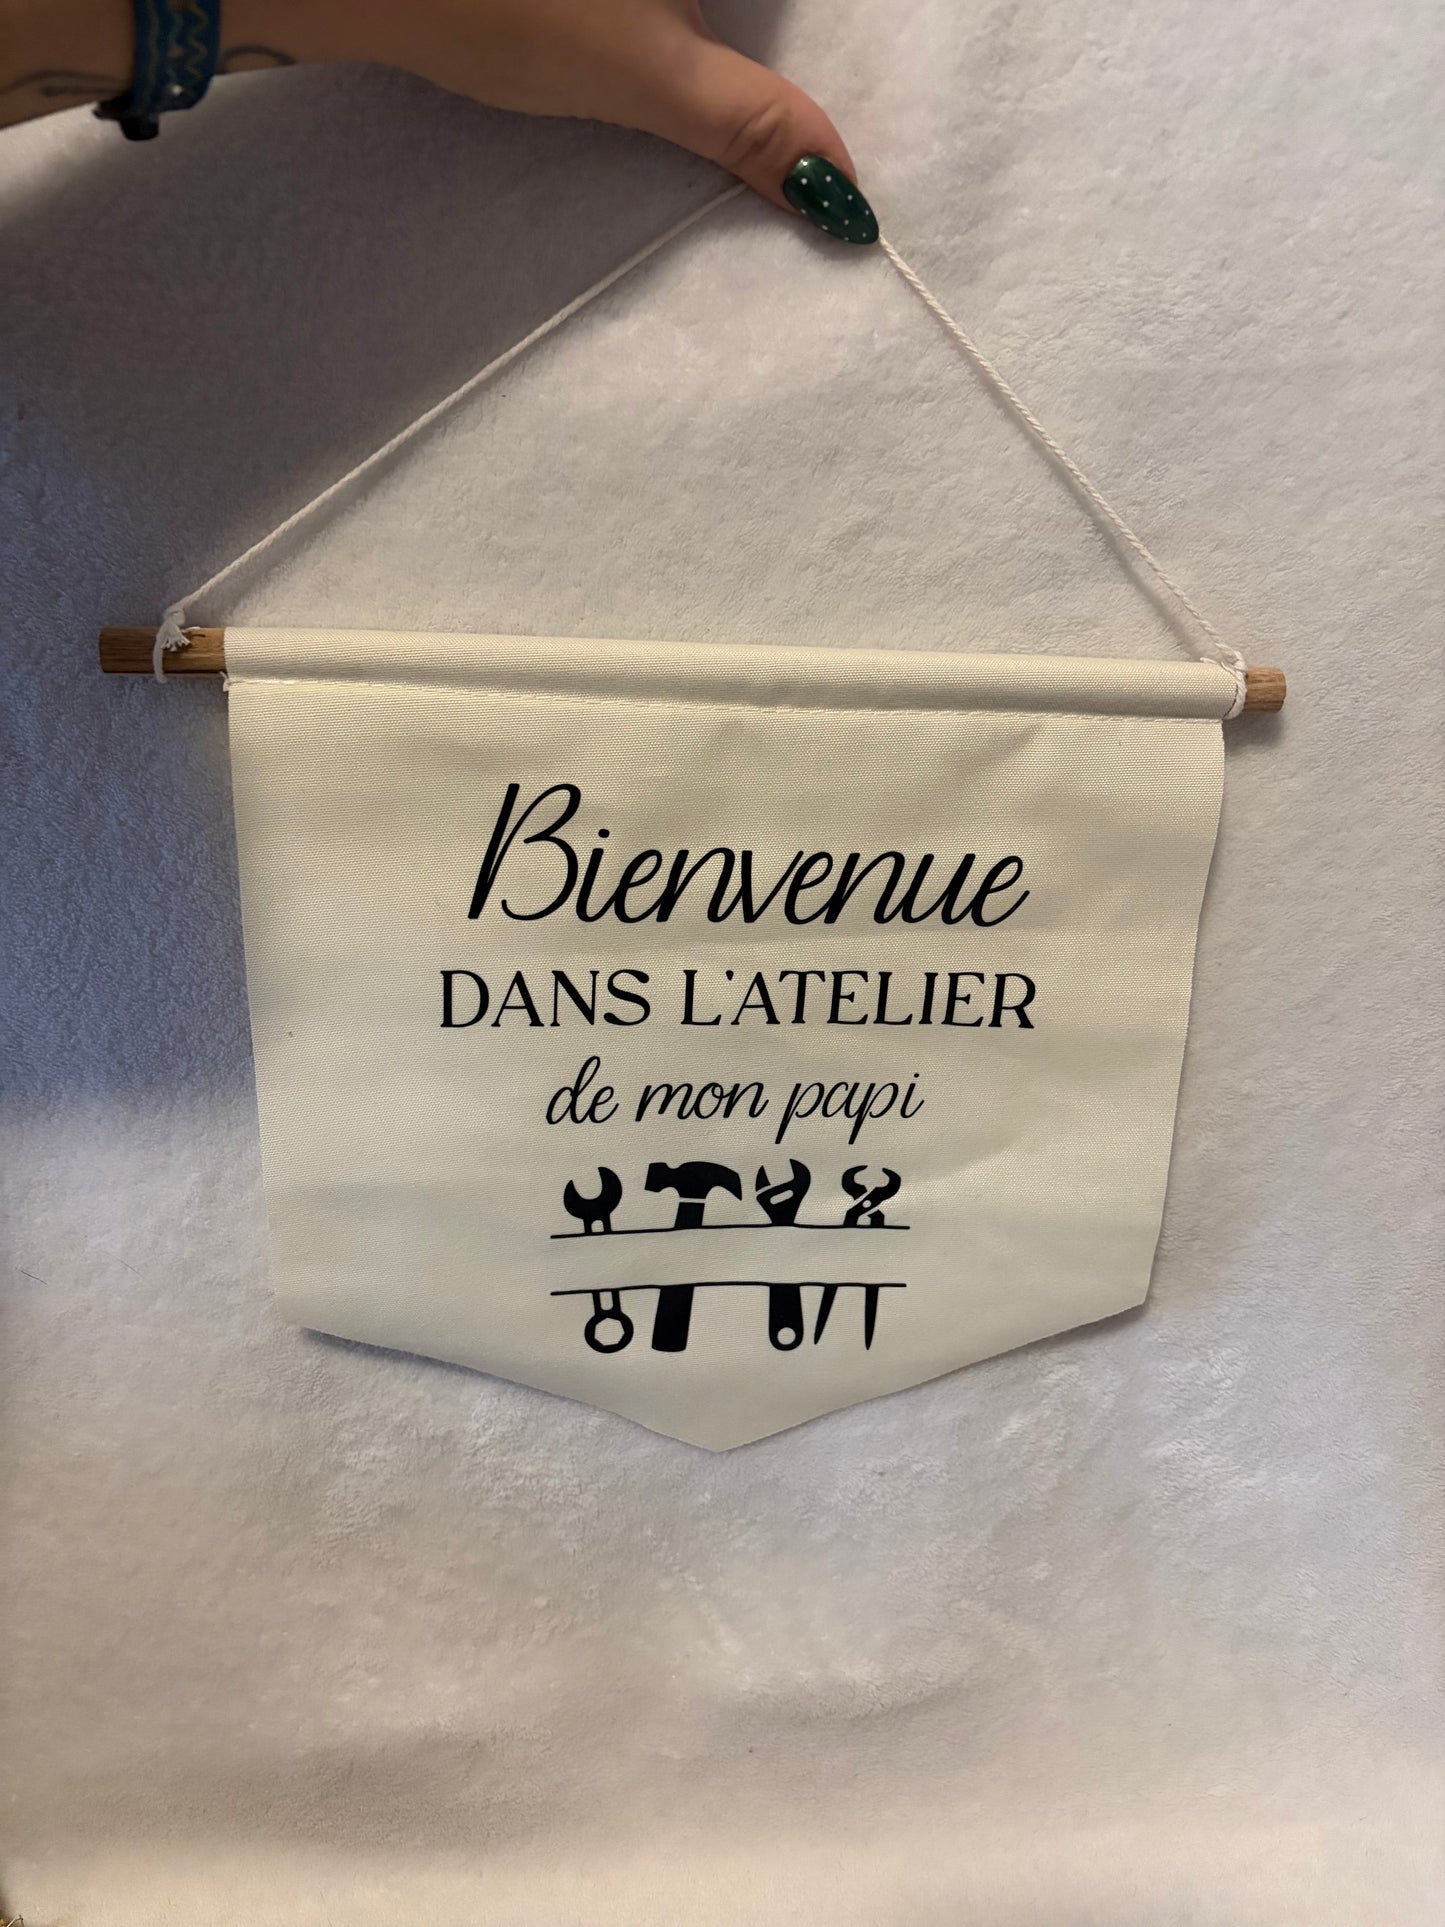 Bienvenue
DANS L'ATELIER
de mon papi